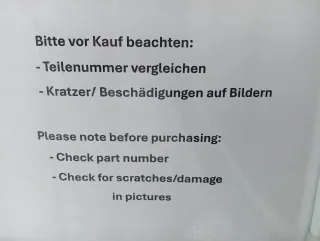 Bitte vor Kauf beachten:
- Teilenummer vergleichen
- Kratzer/ Beschädigungen auf Bildern
Please note before purchasing:
- Check part number
- Check for scratches/damage
in pictures